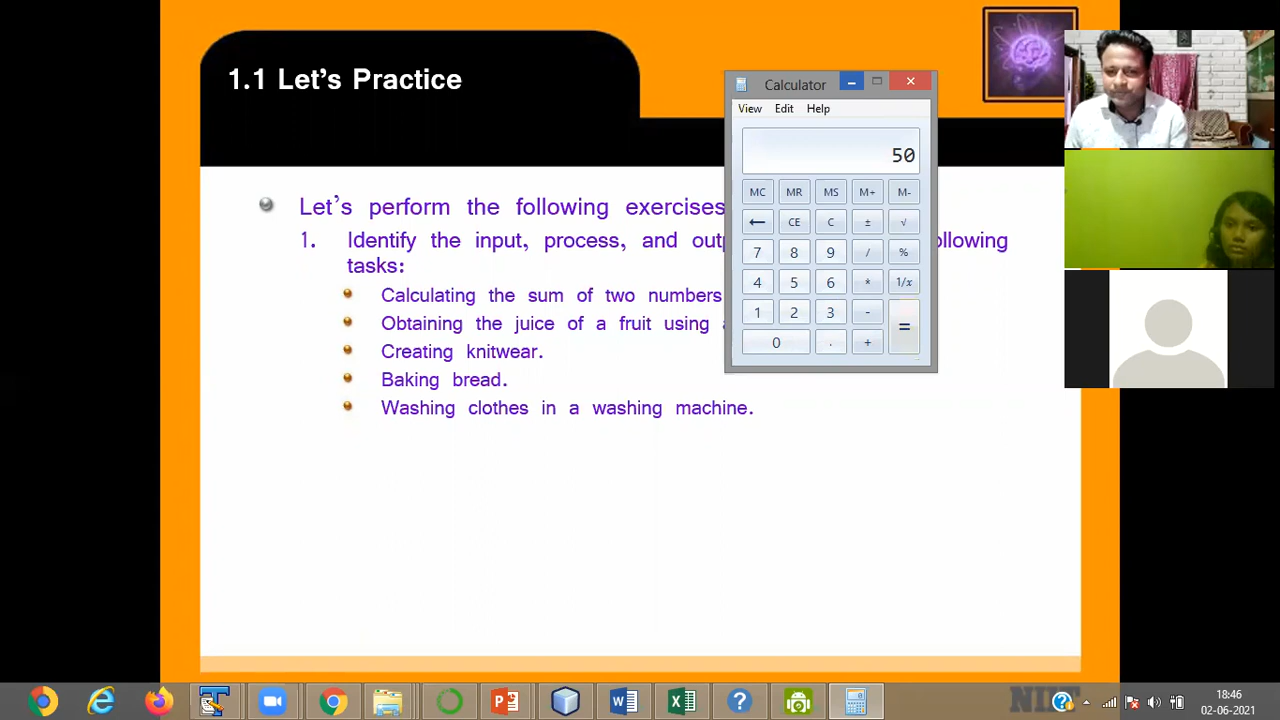 1.1 Let's Practice
Calculator
View Edit Help
50
MC MR MS M+ M-
← CE C ± √
7 8 9 / %
4 5 6 * 1/x
1 2 3 - =
0 . +
Let's perform the following exercises
1. Identify the input, process, and
tasks:
Calculating the sum of two numbers
Obtaining the juice of a fruit using
Creating knitwear.
Baking bread.
Washing clothes in a washing machine.
18:46
02-06-2021